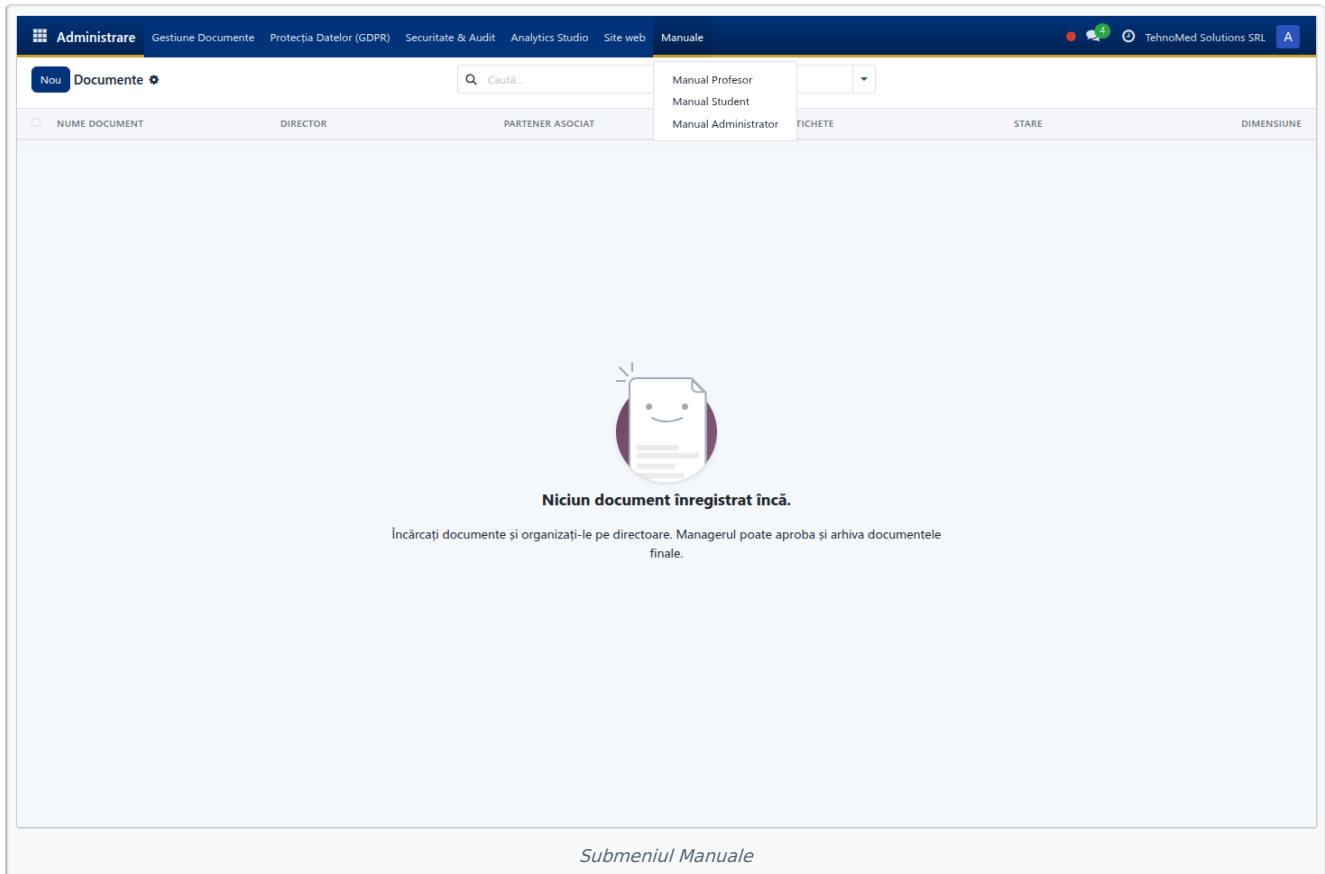 Administrare Gestiune Documente Protecția Datelor (GDPR) Securitate & Audit Analytics Studio Site web Manuale 4 TehnoMed Solutions SRL A
Nou Documente Caută...
Manual Profesor
Manual Student
Manual Administrator
NUME DOCUMENT DIRECTOR PARTENER ASOCIAT TICHETE STARE DIMENSIUNE
Niciun document înregistrat încă.
Încărcați documente și organizați-le pe directoare. Managerul poate aproba și arhiva documentele
finale.
Submeniul Manuale